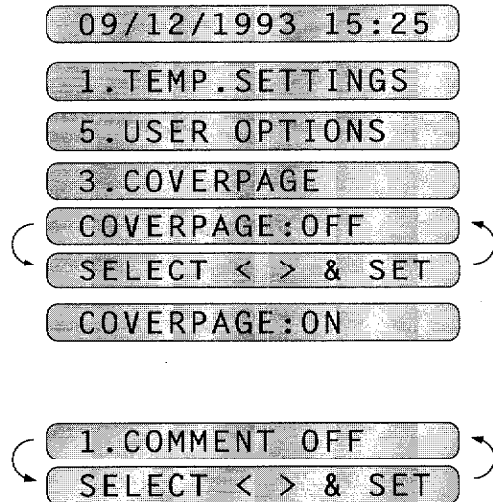 09/12/1993 15:25
1.TEMP.SETTINGS
5.USER OPTIONS
3.COVERPAGE
COVERPAGE:OFF
SELECT < > & SET
COVERPAGE:ON
1.COMMENT OFF
SELECT < > & SET